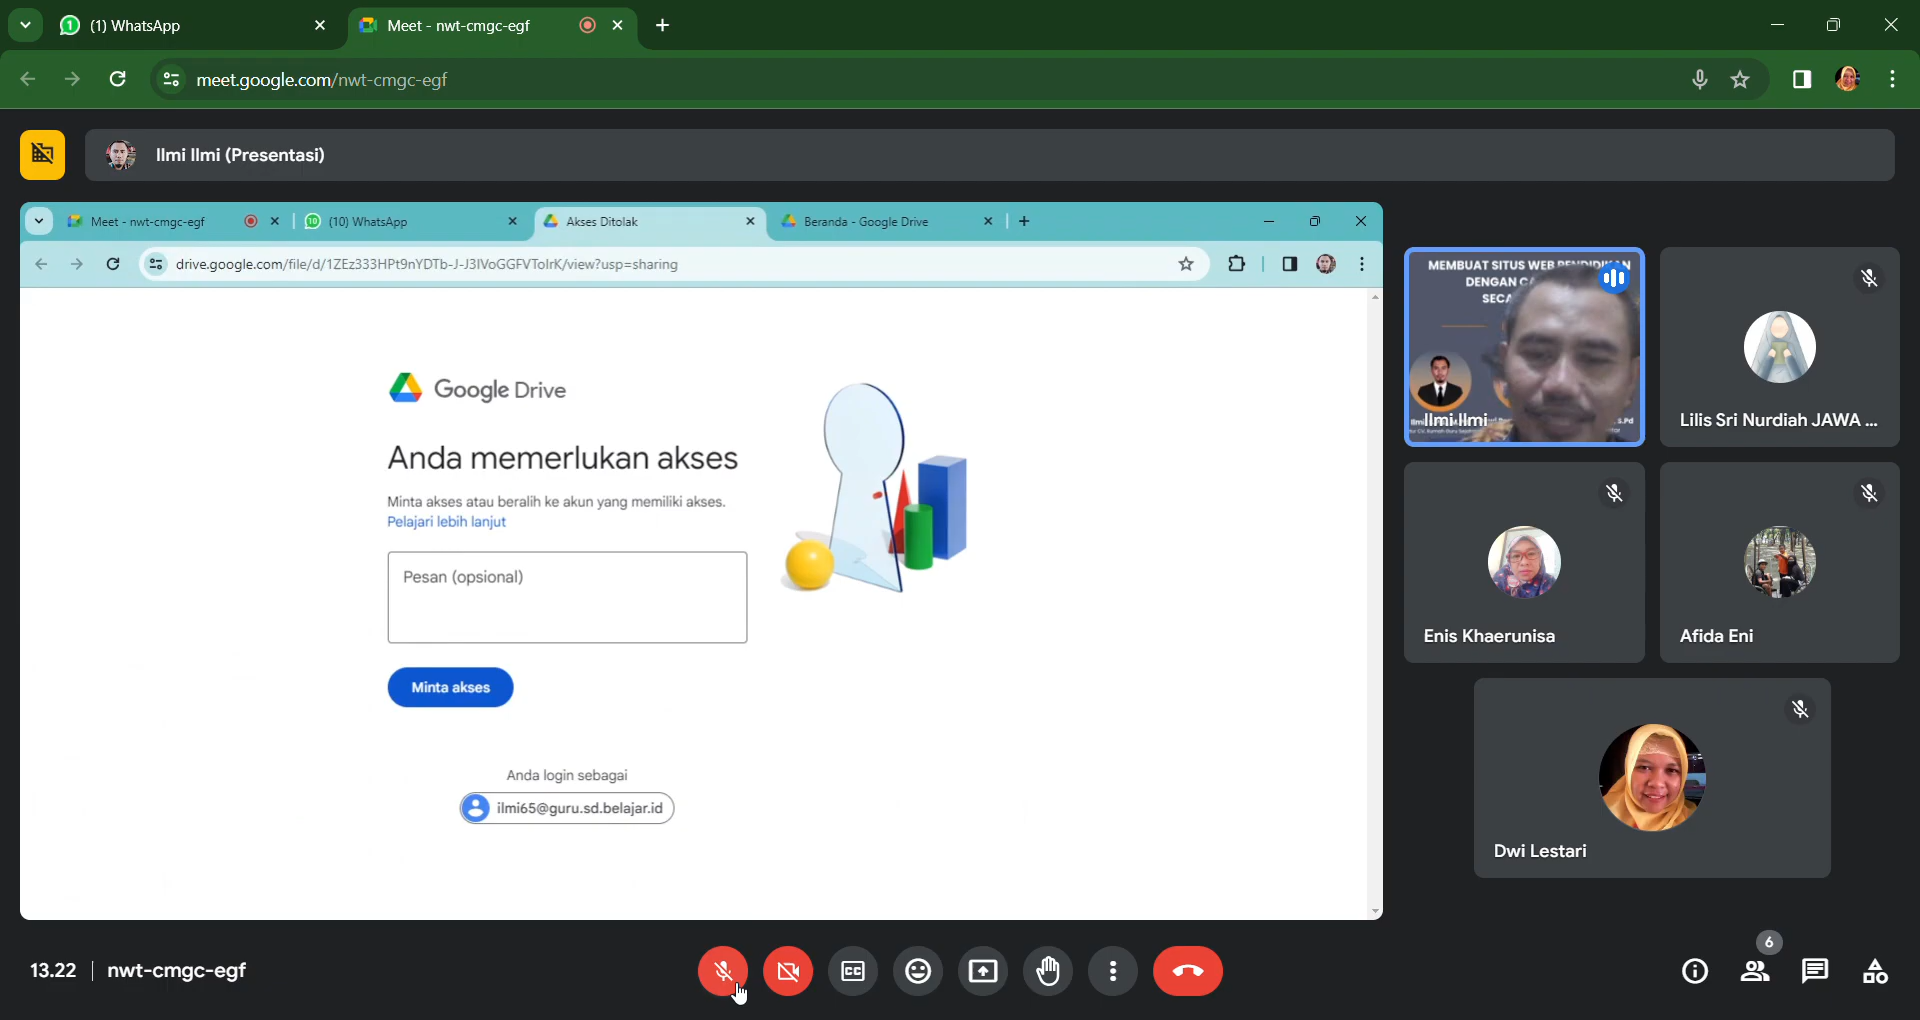 (1) WhatsApp
Meet - nwt-cmgc-egf
meet.google.com/nwt-cmgc-egf
Ilmi Ilmi (Presentasi)
Meet - nwt-cmgc-egf
(10) WhatsApp
Akses Ditolak
Beranda - Google Drive
drive.google.com/file/d/1ZEz333HPt9nYDTb-J-J3IVoGGFVTolrK/view?usp=sharing
Google Drive
Anda memerlukan akses
Minta akses atau beralih ke akun yang memiliki akses.
Pelajari lebih lanjut
Pesan (opsional)
Minta akses
Anda login sebagai
ilmi65@guru.sd.belajar.id
MEMBUAT SITUS WEB PENDIDIKAN
DENGAN
Ilmi Ilmi
S.Pd
Lilis Sri Nurdiah JAWA ...
Enis Khaerunisa
Afida Eni
Dwi Lestari
13.22
nwt-cmgc-egf
6